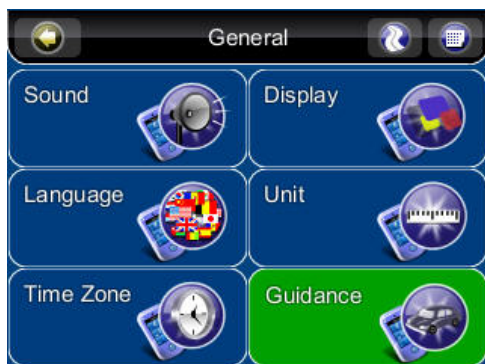 General
Sound
Display
Language
Unit
Time Zone
Guidance